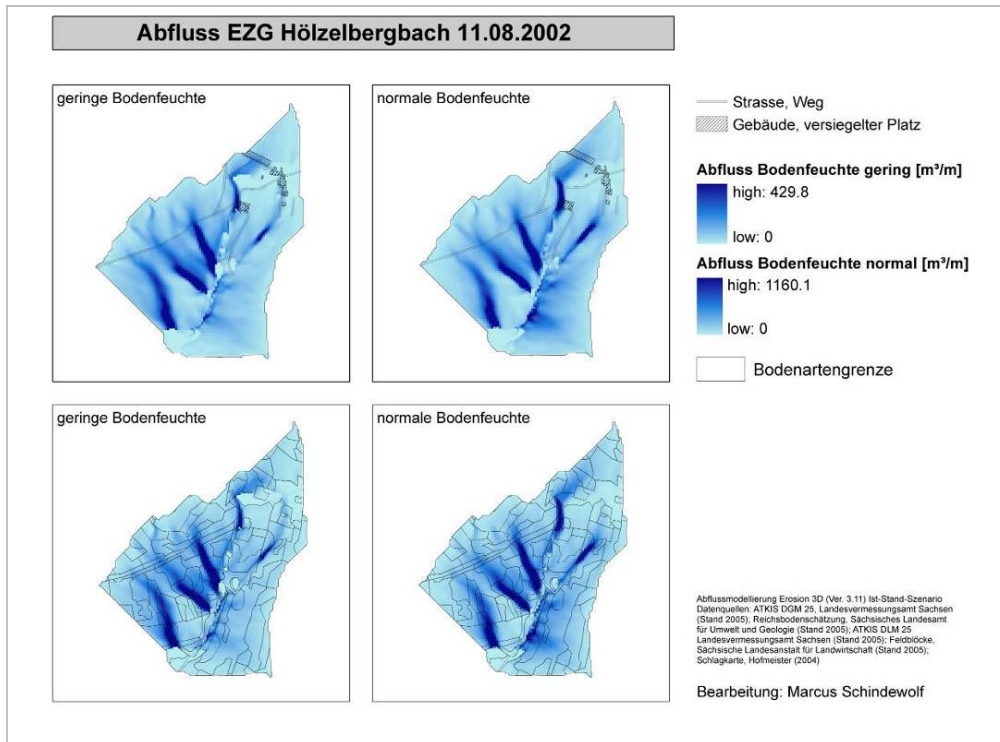 Abfluss EZG Hölzelbergbach 11.08.2002
geringe Bodenfeuchte
normale Bodenfeuchte
Strasse, Weg
Gebäude, versiegelter Platz
Abfluss Bodenfeuchte gering [m³/m]
high: 429.8
low: 0
Abfluss Bodenfeuchte normal [m³/m]
high: 1160.1
low: 0
Bodenartengrenze
geringe Bodenfeuchte
normale Bodenfeuchte
Abflussmodellierung Erosion 3D (Ver. 3.11) Ist-Stand-Szenario
Datenquellen: ATKIS DGM 25, Landesvermessungsamt Sachsen
(Stand 2005); Reichsbodenschätzung, Sächsisches Landesamt
für Umwelt und Geologie (Stand 2005); ATKIS DLM 25
Landesvermessungsamt Sachsen (Stand 2005); Feldblöcke,
Sächsische Landesanstalt für Landwirtschaft (Stand 2005);
Schlagkarte, Hofmeister (2004)
Bearbeitung: Marcus Schindewolf